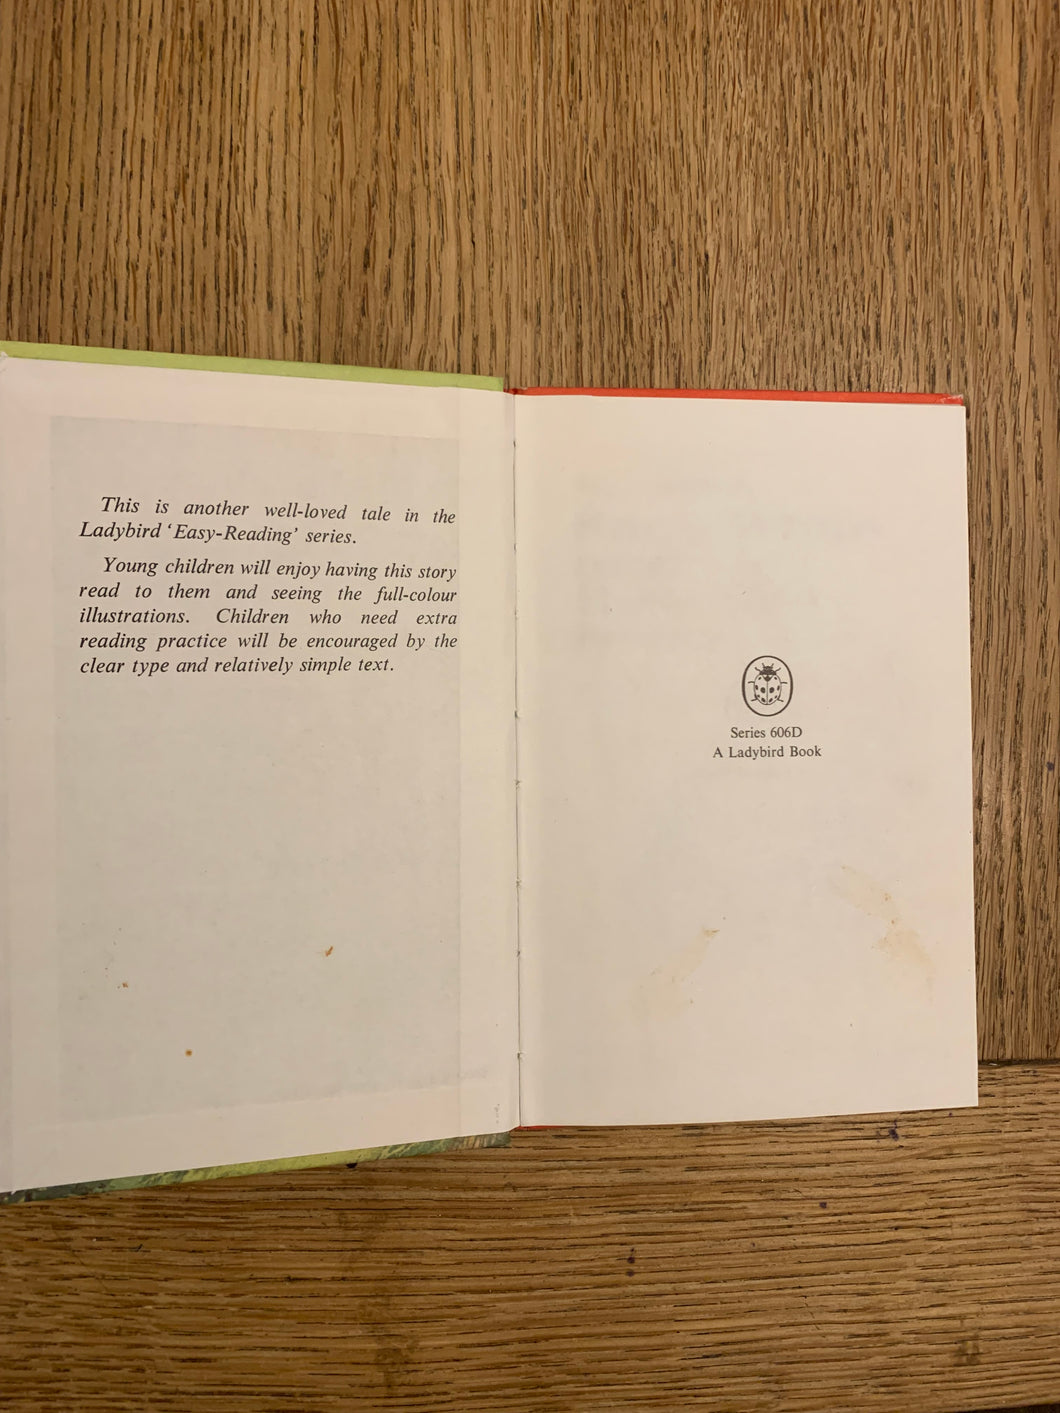 This is another well-loved tale in the
Ladybird ‘Easy-Reading’ series.
Young children will enjoy having this story
read to them and seeing the full-colour
illustrations. Children who need extra
reading practice will be encouraged by the
clear type and relatively simple text.
Series 606D
A Ladybird Book